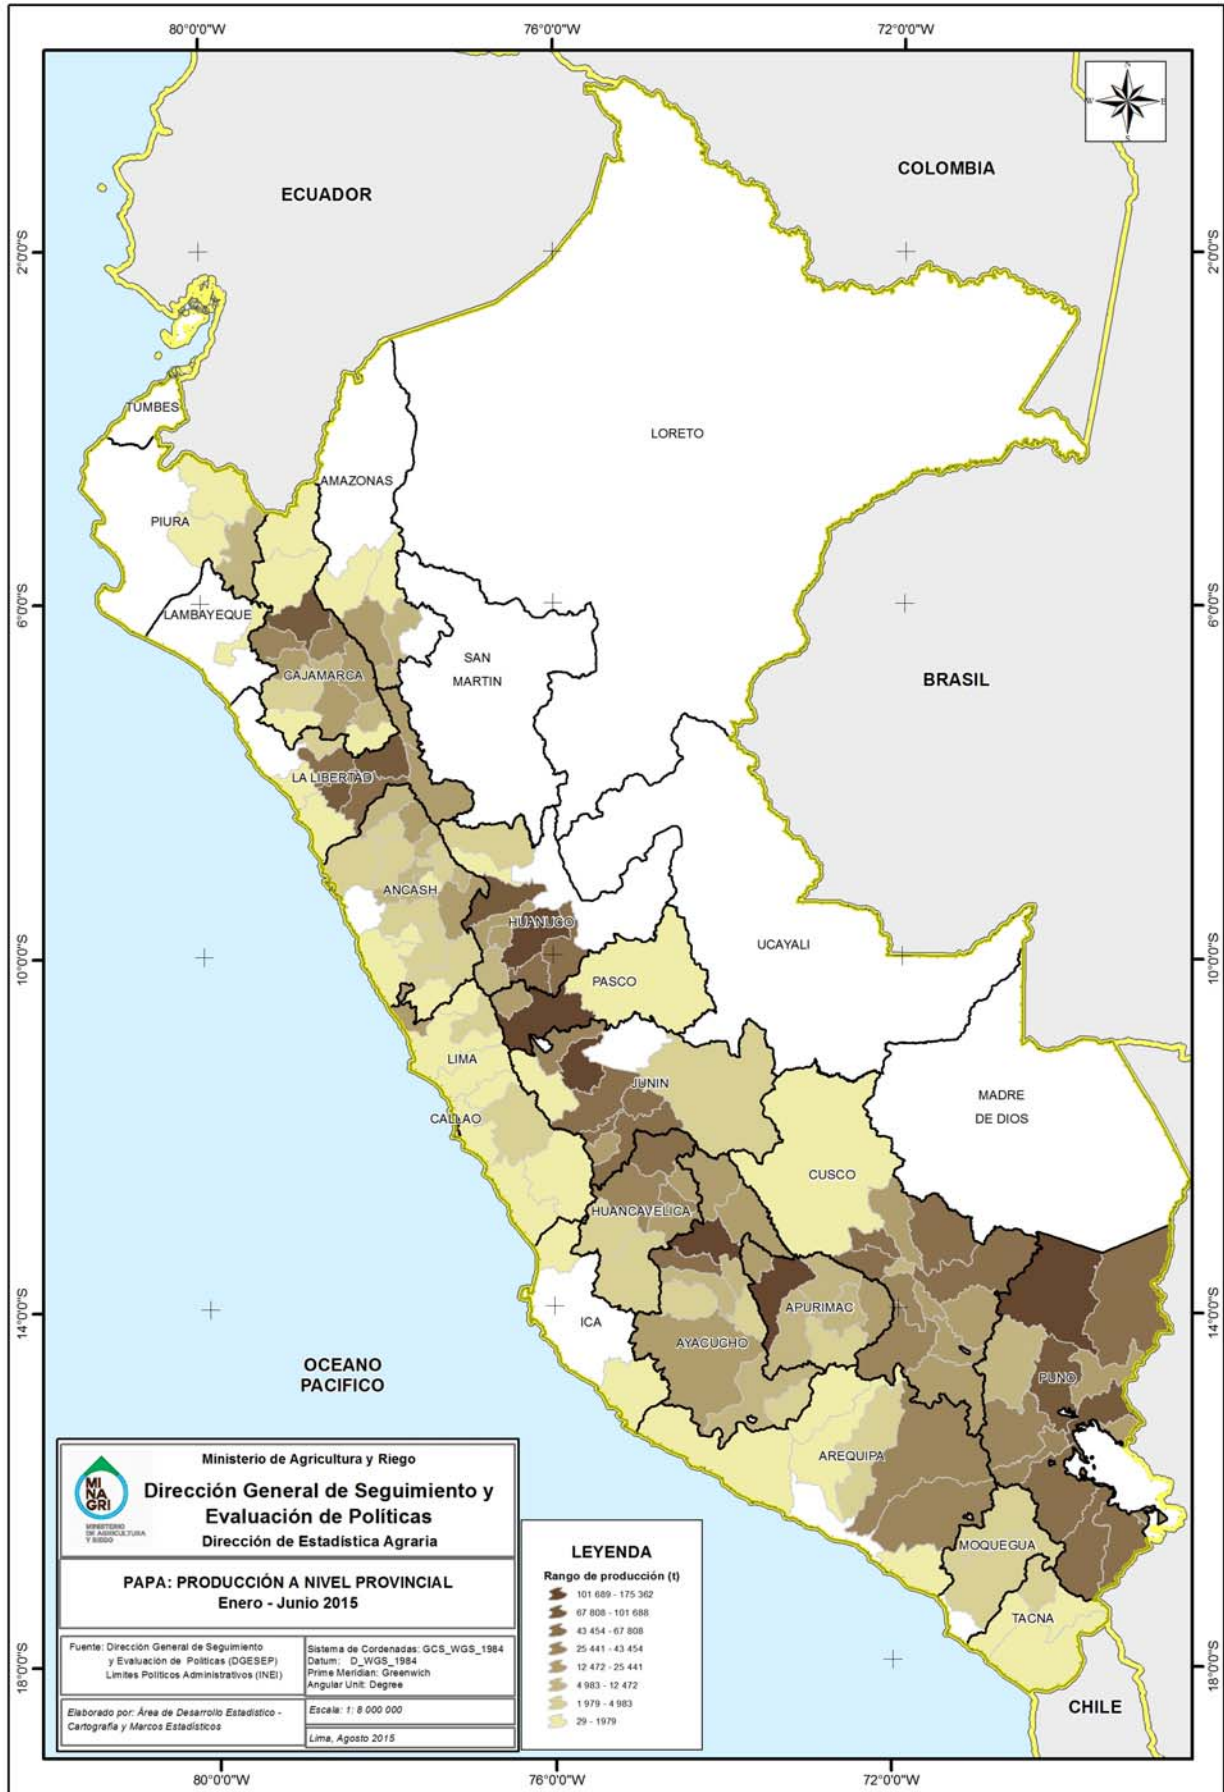 80°0'0"W
76°0'0"W
72°0'0"W
N
W
E
S
COLOMBIA
ECUADOR
2°0'0"S
2°0'0"S
TUMBES
LORETO
AMAZONAS
PIURA
6°0'0"S
6°0'0"S
LAMBAYEQUE
SAN
MARTIN
CAJAMARCA
BRASIL
LA LIBERTAD
ANCASH
HUANUCO
UCAYALI
10°0'0"S
10°0'0"S
PASCO
LIMA
JUNIN
MADRE
DE DIOS
CALLAO
CUSCO
HUANCAVELICA
14°0'0"S
14°0'0"S
APURIMAC
ICA
AYACUCHO
OCEANO
PACIFICO
PUNO
AREQUIPA
MOQUEGUA
TACNA
18°0'0"S
18°0'0"S
CHILE
MI
NA
GRI
MINISTERIO
DE AGRICULTURA
Y RIEGO
Ministerio de Agricultura y Riego
Dirección General de Seguimiento y
Evaluación de Políticas
Dirección de Estadística Agraria
PAPA: PRODUCCIÓN A NIVEL PROVINCIAL
Enero - Junio 2015
Fuente: Dirección General de Seguimiento
y Evaluación de Políticas (DGESEP)
Limites Políticos Administrativos (INEI)
Sistema de Cordenadas: GCS_WGS_1984
Datum: D_WGS_1984
Prime Meridian: Greenwich
Angular Unit: Degree
Elaborado por: Área de Desarrollo Estadístico -
Cartografía y Marcos Estadísticos
Escala: 1: 8 000 000
Lima, Agosto 2015
LEYENDA
Rango de producción (t)
101 689 - 175 362
67 808 - 101 688
43 454 - 67 808
25 441 - 43 454
12 472 - 25 441
4 983 - 12 472
1 979 - 4 983
29 - 1979
80°0'0"W
76°0'0"W
72°0'0"W